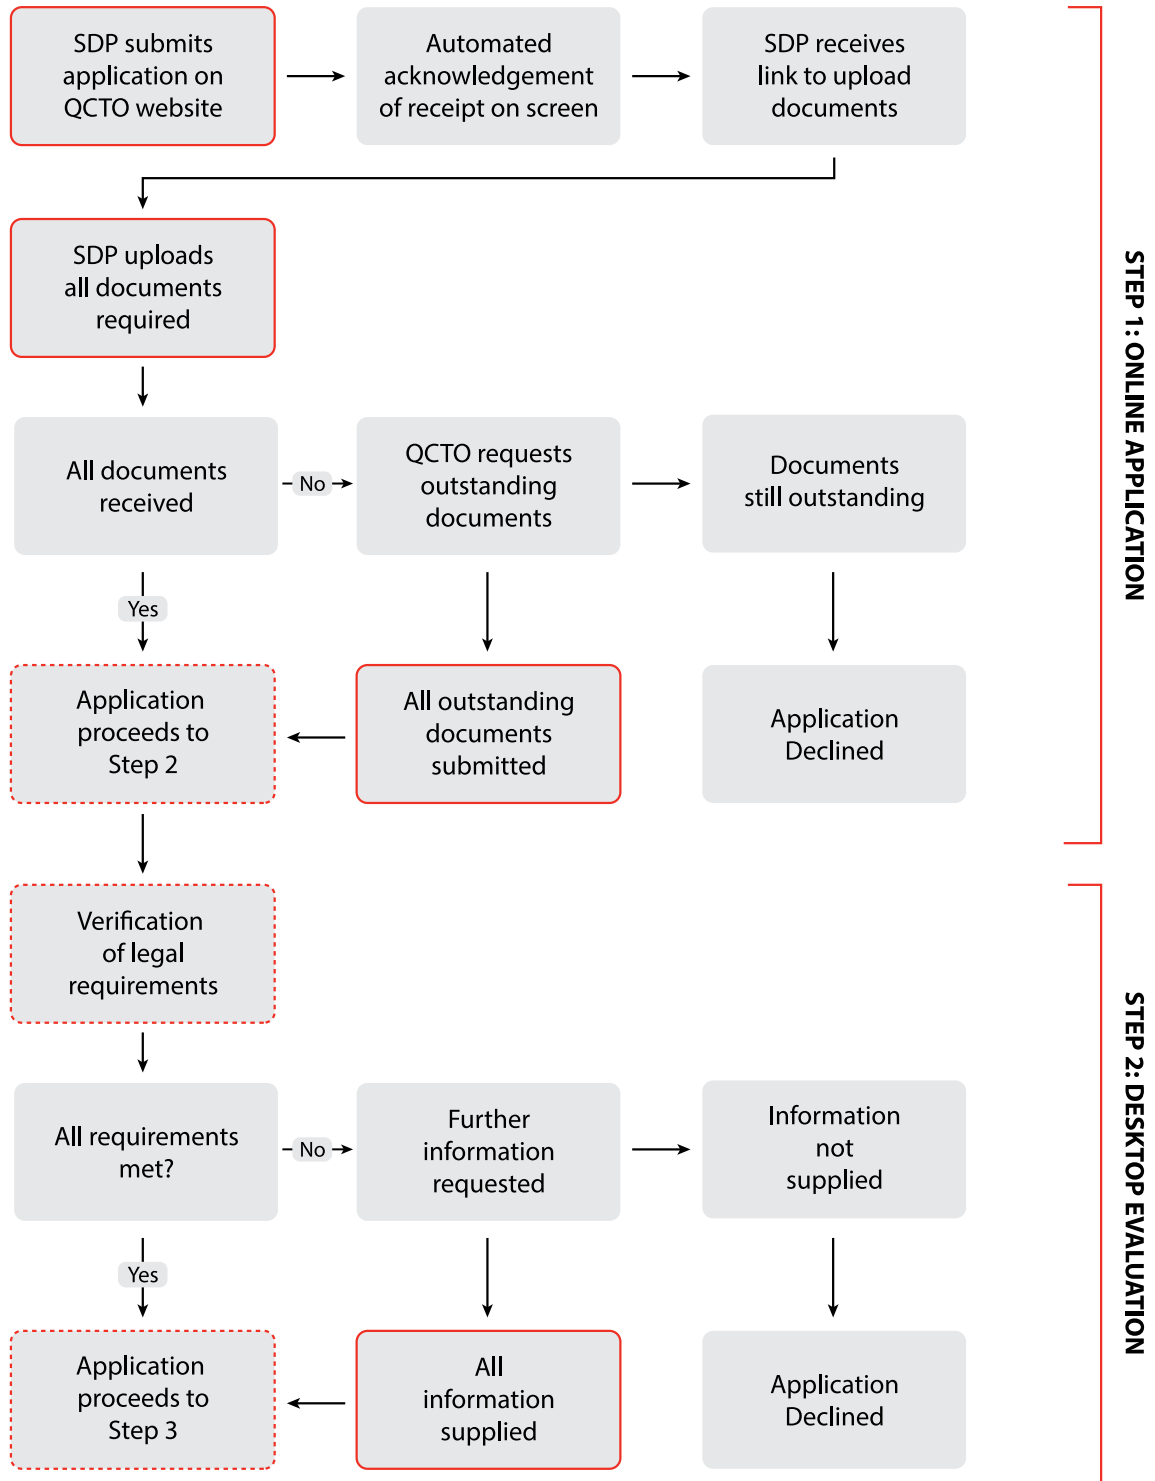 SDP submits
application on
QCTO website
Automated
acknowledgement
of receipt on screen
SDP receives
link to upload
documents
SDP uploads
all documents
required
All documents
received
No
QCTO requests
outstanding
documents
Documents
still outstanding
Yes
Application
proceeds to
Step 2
All outstanding
documents
submitted
Application
Declined
STEP 1: ONLINE APPLICATION
Verification
of legal
requirements
All requirements
met?
No
Further
information
requested
Information
not
supplied
Yes
Application
proceeds to
Step 3
All
information
supplied
Application
Declined
STEP 2: DESKTOP EVALUATION